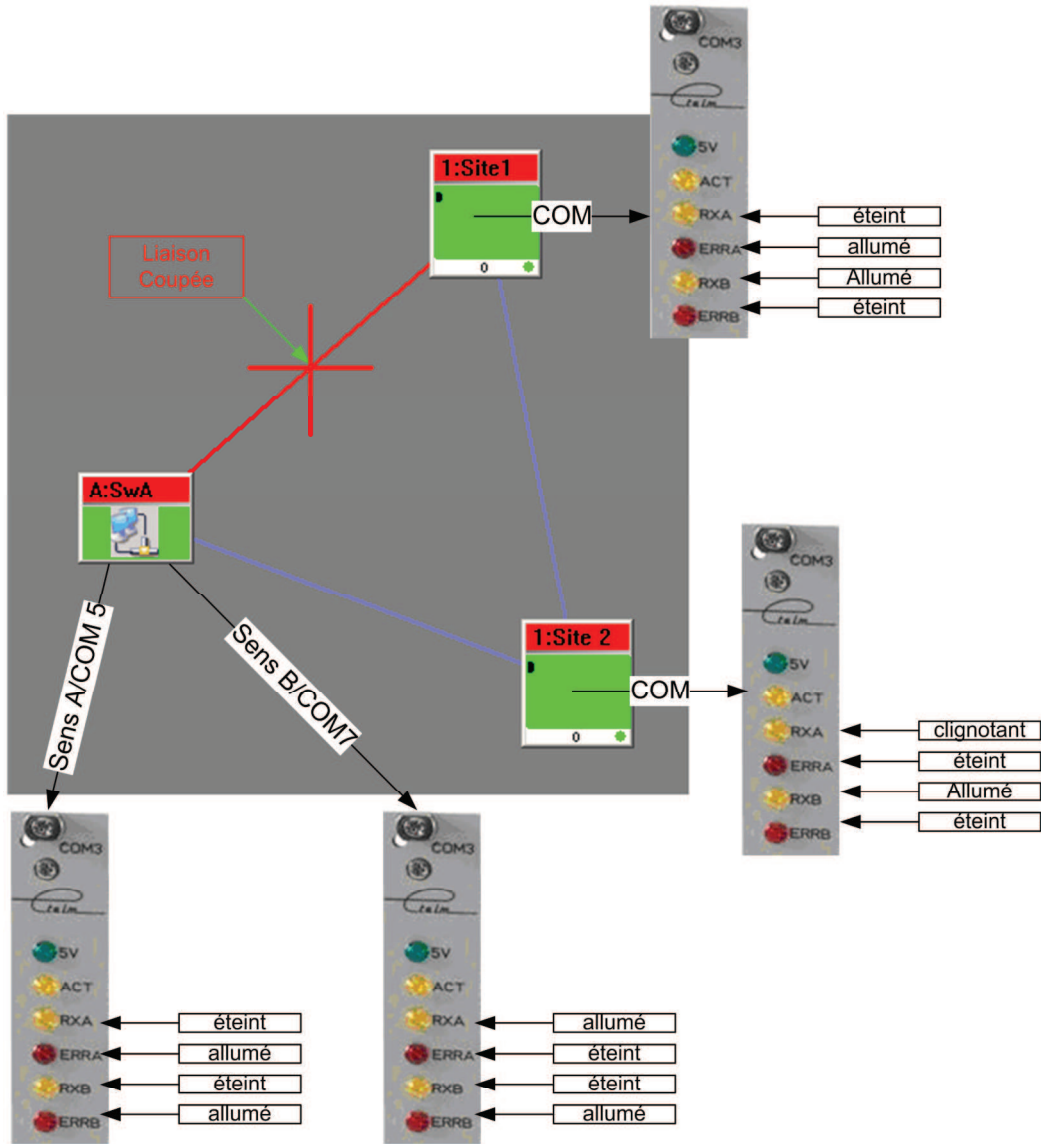 COM3
5V
ACT
RXA
ERRA
RXB
ERRB
éteint
allumé
Allumé
éteint
1:Site1
COM
0
Liaison
Coupée
A:SwA
Sens A/COM 5
Sens B/COM7
1:Site 2
COM
0
COM3
5V
ACT
RXA
ERRA
RXB
ERRB
clignotant
éteint
Allumé
éteint
COM3
5V
ACT
RXA
ERRA
RXB
ERRB
éteint
allumé
éteint
allumé
COM3
5V
ACT
RXA
ERRA
RXB
ERRB
allumé
éteint
éteint
allumé